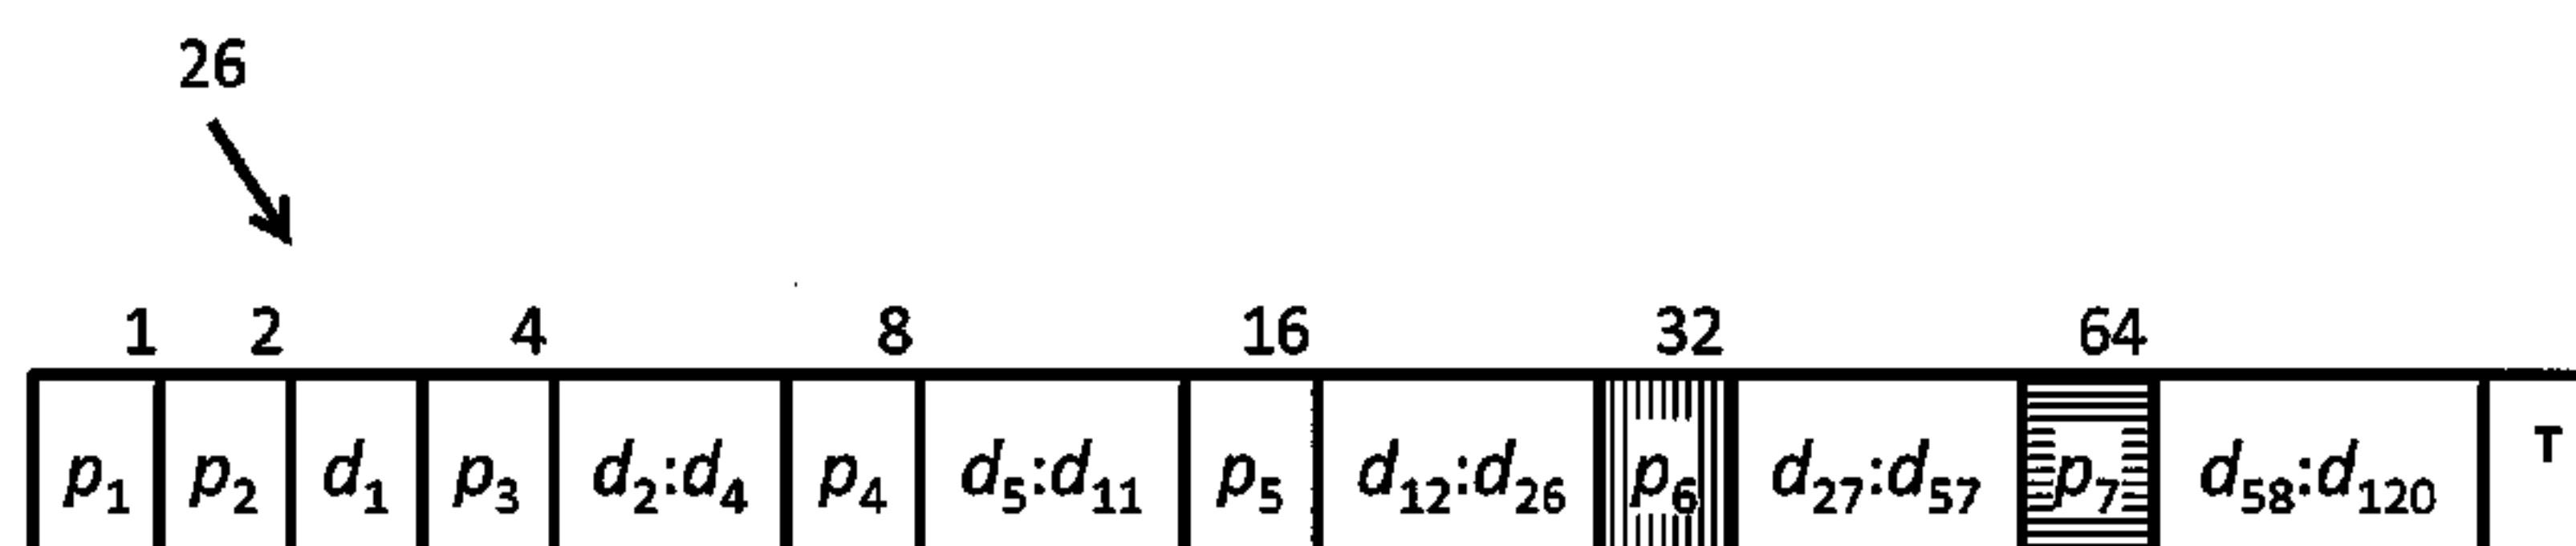 26
1 2 4 8 16 32 64
p₁ p₂ d₁ p₃ d₂:d₄ p₄ d₅:d₁₁ p₅ d₁₂:d₂₆ p₆ d₂₇:d₅₇ p₇ d₅₈:d₁₂₀ T